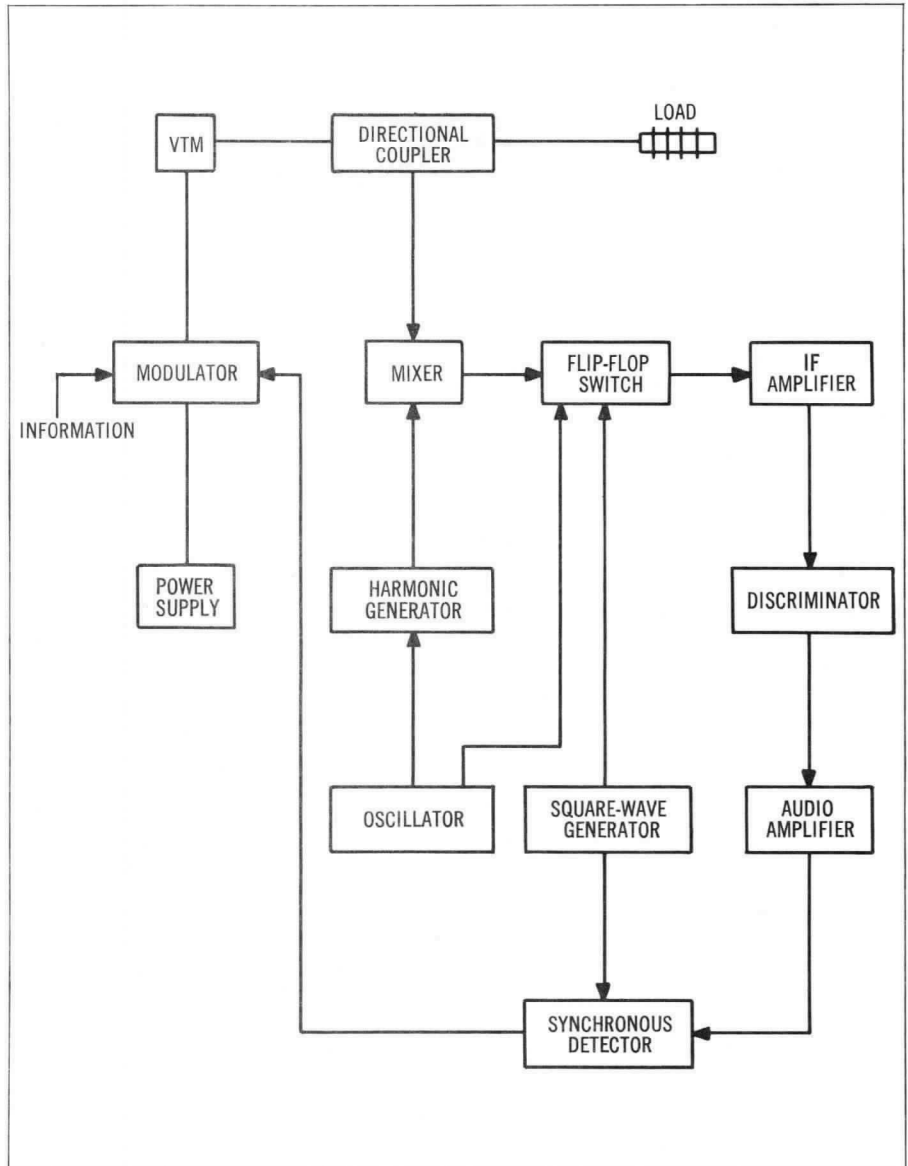 LOAD
VTM
DIRECTIONAL
COUPLER
MODULATOR
MIXER
FLIP-FLOP
SWITCH
IF
AMPLIFIER
INFORMATION
POWER
SUPPLY
HARMONIC
GENERATOR
DISCRIMINATOR
OSCILLATOR
SQUARE-WAVE
GENERATOR
AUDIO
AMPLIFIER
SYNCHRONOUS
DETECTOR